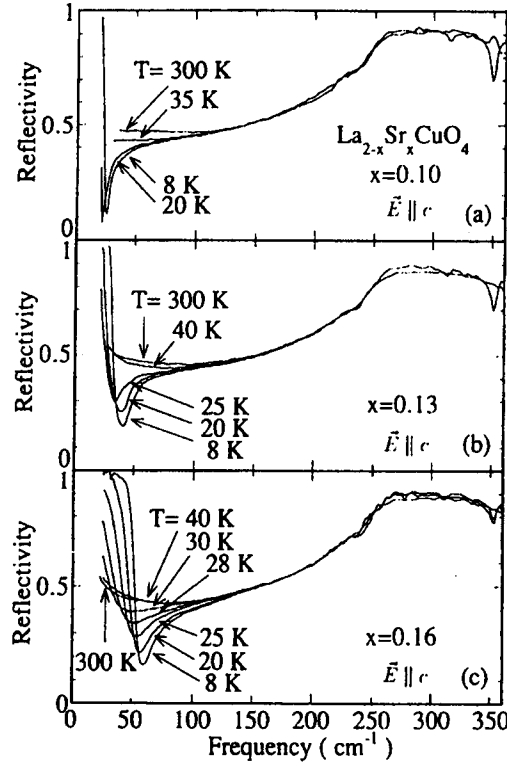 1
Reflectivity
0.5
0
T= 300 K
35 K
8 K
20 K
La2-xSrxCuO4
x=0.10
E⃗ ∥ c
(a)
1
Reflectivity
0.5
0
T= 300 K
40 K
25 K
20 K
8 K
x=0.13
E⃗ ∥ c
(b)
1
Reflectivity
0.5
0
T= 40 K
30 K
28 K
25 K
20 K
8 K
300 K
x=0.16
E⃗ ∥ c
(c)
0 50 100 150 200 250 300 350
Frequency ( cm-1 )